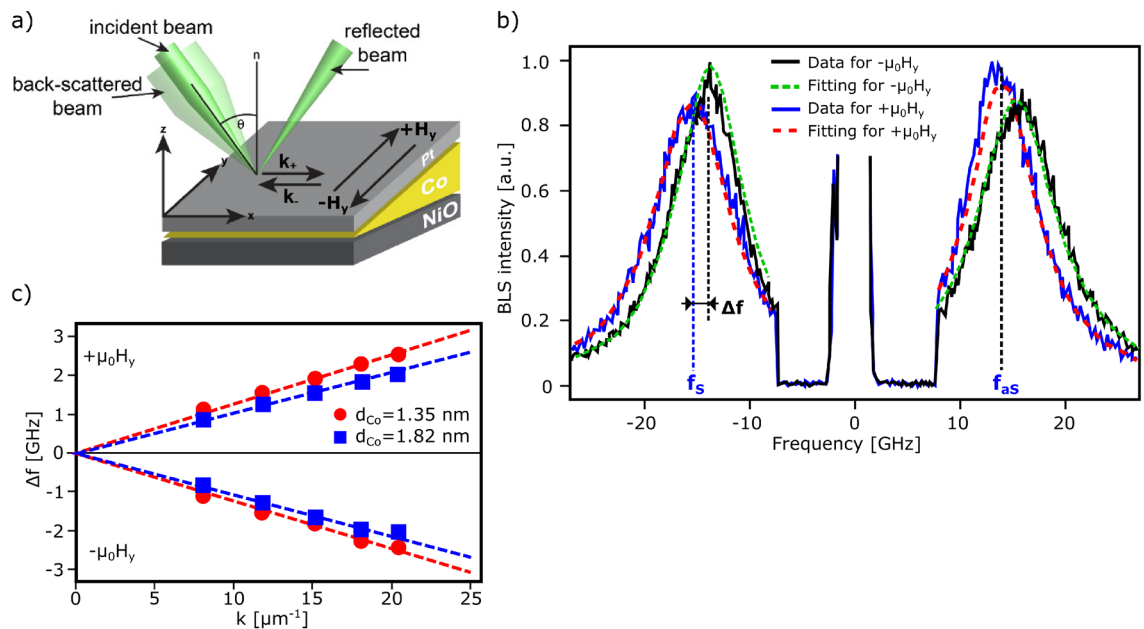 a)
incident beam
back-scattered
beam
reflected
beam
n
θ
z
y
x
k₊
k₋
+Hy
-Hy
Pt
Co
NiO
b)
BLS intensity [a.u.]
1.0
0.8
0.6
0.4
0.2
0
Data for -μ₀Hy
Fitting for -μ₀Hy
Data for +μ₀Hy
Fitting for +μ₀Hy
Δf
fS
faS
-20 -10 0 10 20
Frequency [GHz]
c)
Δf [GHz]
3
2
1
0
-1
-2
-3
+μ₀Hy
dCo=1.35 nm
dCo=1.82 nm
-μ₀Hy
0 5 10 15 20 25
k [μm⁻¹]